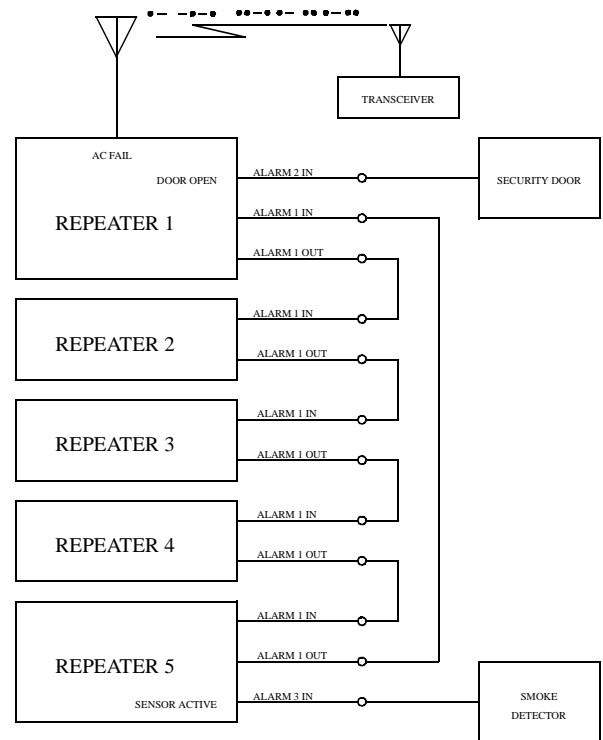 TRANSCEIVER
AC FAIL
DOOR OPEN
REPEATER 1
ALARM 2 IN
SECURITY DOOR
ALARM 1 IN
ALARM 1 OUT
REPEATER 2
ALARM 1 IN
ALARM 1 OUT
REPEATER 3
ALARM 1 IN
ALARM 1 OUT
REPEATER 4
ALARM 1 IN
ALARM 1 OUT
REPEATER 5
ALARM 1 IN
ALARM 1 OUT
SENSOR ACTIVE
ALARM 3 IN
SMOKE
DETECTOR